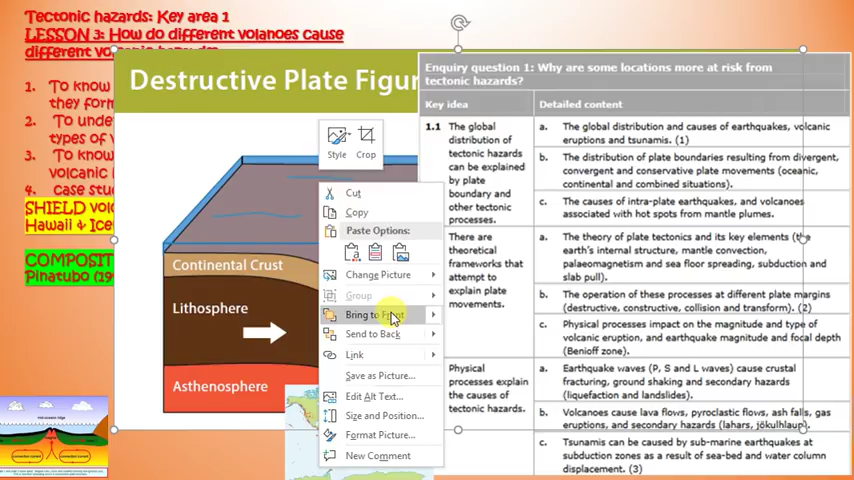 Tectonic hazards: Key area 1
LESSON 3: How do different volanoes cause
different
1. To know
they for
2. To unde
types of v
3. To know
volcanic
4. case stu
SHIELD vol
Hawaii & Ice
COMPOSIT
Pinatubo (19
Destructive Plate Figur
Continental Crust
Lithosphere
Asthenosphere
Style
Crop
Cut
Copy
Paste Options:
Change Picture
Group
Bring to Front
Send to Back
Link
Save as Picture...
Edit Alt Text...
Size and Position...
Format Picture...
New Comment
Enquiry question 1: Why are some locations more at risk from
tectonic hazards?
Key idea
Detailed content
1.1 The global
distribution of
tectonic hazards
can be explained
by plate
boundary and
other tectonic
processes.
a. The global distribution and causes of earthquakes, volcanic
eruptions and tsunamis. (1)
b. The distribution of plate boundaries resulting from divergent,
convergent and conservative plate movements (oceanic,
continental and combined situations).
c. The causes of intra-plate earthquakes, and volcanoes
associated with hot spots from mantle plumes.
There are
theoretical
frameworks that
attempt to
explain plate
movements.
a. The theory of plate tectonics and its key elements (the
earth's internal structure, mantle convection,
palaeomagnetism and sea floor spreading, subduction and
slab pull).
b. The operation of these processes at different plate margins
(destructive, constructive, collision and transform). (2)
c. Physical processes impact on the magnitude and type of
volcanic eruption, and earthquake magnitude and focal depth
(Benioff zone).
Physical
processes explain
the causes of
tectonic hazards.
a. Earthquake waves (P, S and L waves) cause crustal
fracturing, ground shaking and secondary hazards
(liquefaction and landslides).
b. Volcanoes cause lava flows, pyroclastic flows, ash falls, gas
eruptions, and secondary hazards (lahars, jökulhlaup).
c. Tsunamis can be caused by sub-marine earthquakes at
subduction zones as a result of sea-bed and water column
displacement. (3)